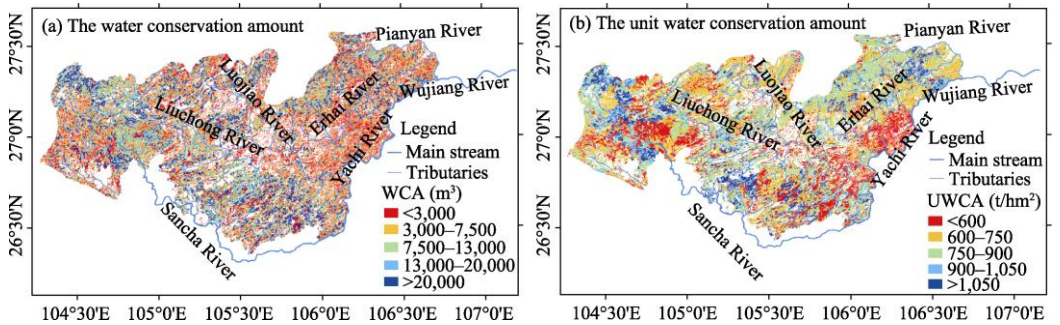 (a) The water conservation amount
Pianyan River
27°30'N
27°0'N
26°30'N
Luojiao River
Erhai River
Wujiang River
Liuchong River
Yachi River
Sancha River
Legend
Main stream
Tributaries
WCA (m³)
<3,000
3,000–7,500
7,500–13,000
13,000–20,000
>20,000
104°30'E 105°0'E 105°30'E 106°0'E 106°30'E 107°0'E
(b) The unit water conservation amount
Pianyan River
27°30'N
27°0'N
26°30'N
Luojiao River
Erhai River
Wujiang River
Liuchong River
Yachi River
Sancha River
Legend
Main stream
Tributaries
UWCA (t/hm²)
<600
600–750
750–900
900–1,050
>1,050
104°30'E 105°0'E 105°30'E 106°0'E 106°30'E 107°0'E